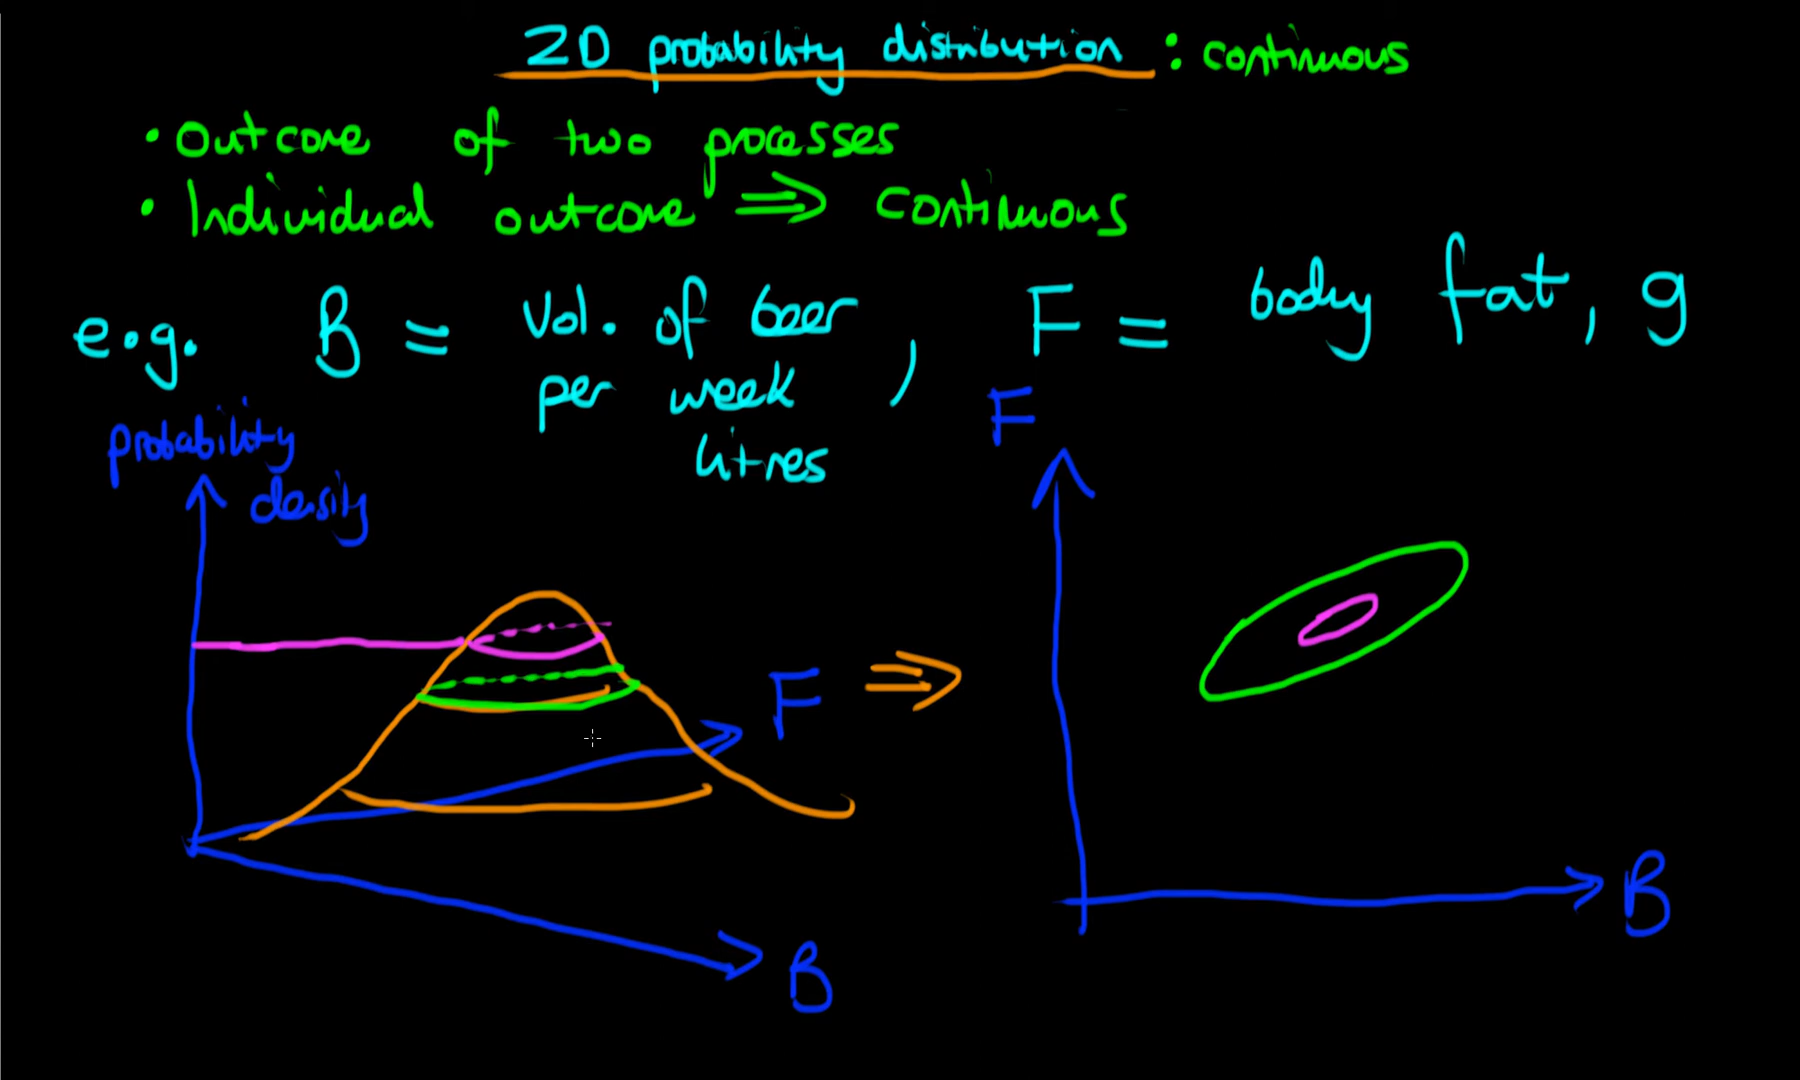 2D probability distribution : continuous
• Outcome of two processes
• Individual outcome ⇒ continuous
e.g. B = Vol. of beer per week litres, F = body fat, g
probability density
F
B
⇒
F
B